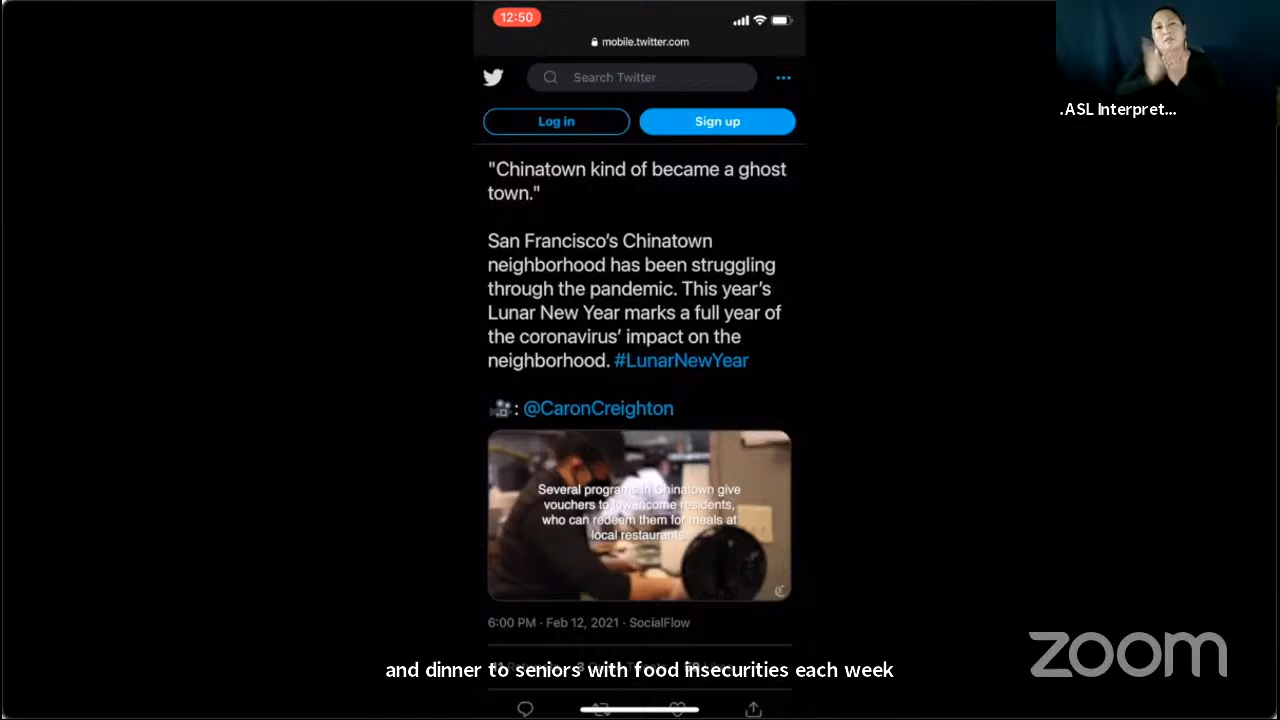 12:50
mobile.twitter.com
Search Twitter
Log in
Sign up
.ASL Interpret...
"Chinatown kind of became a ghost
town."
San Francisco's Chinatown
neighborhood has been struggling
through the pandemic. This year's
Lunar New Year marks a full year of
the coronavirus' impact on the
neighborhood. #LunarNewYear
: @CaronCreighton
Several programs in Chinatown give
vouchers to low-income residents,
who can redeem them for meals at
local restaurants.
6:00 PM · Feb 12, 2021 · SocialFlow
and dinner to seniors with food insecurities each week
zoom